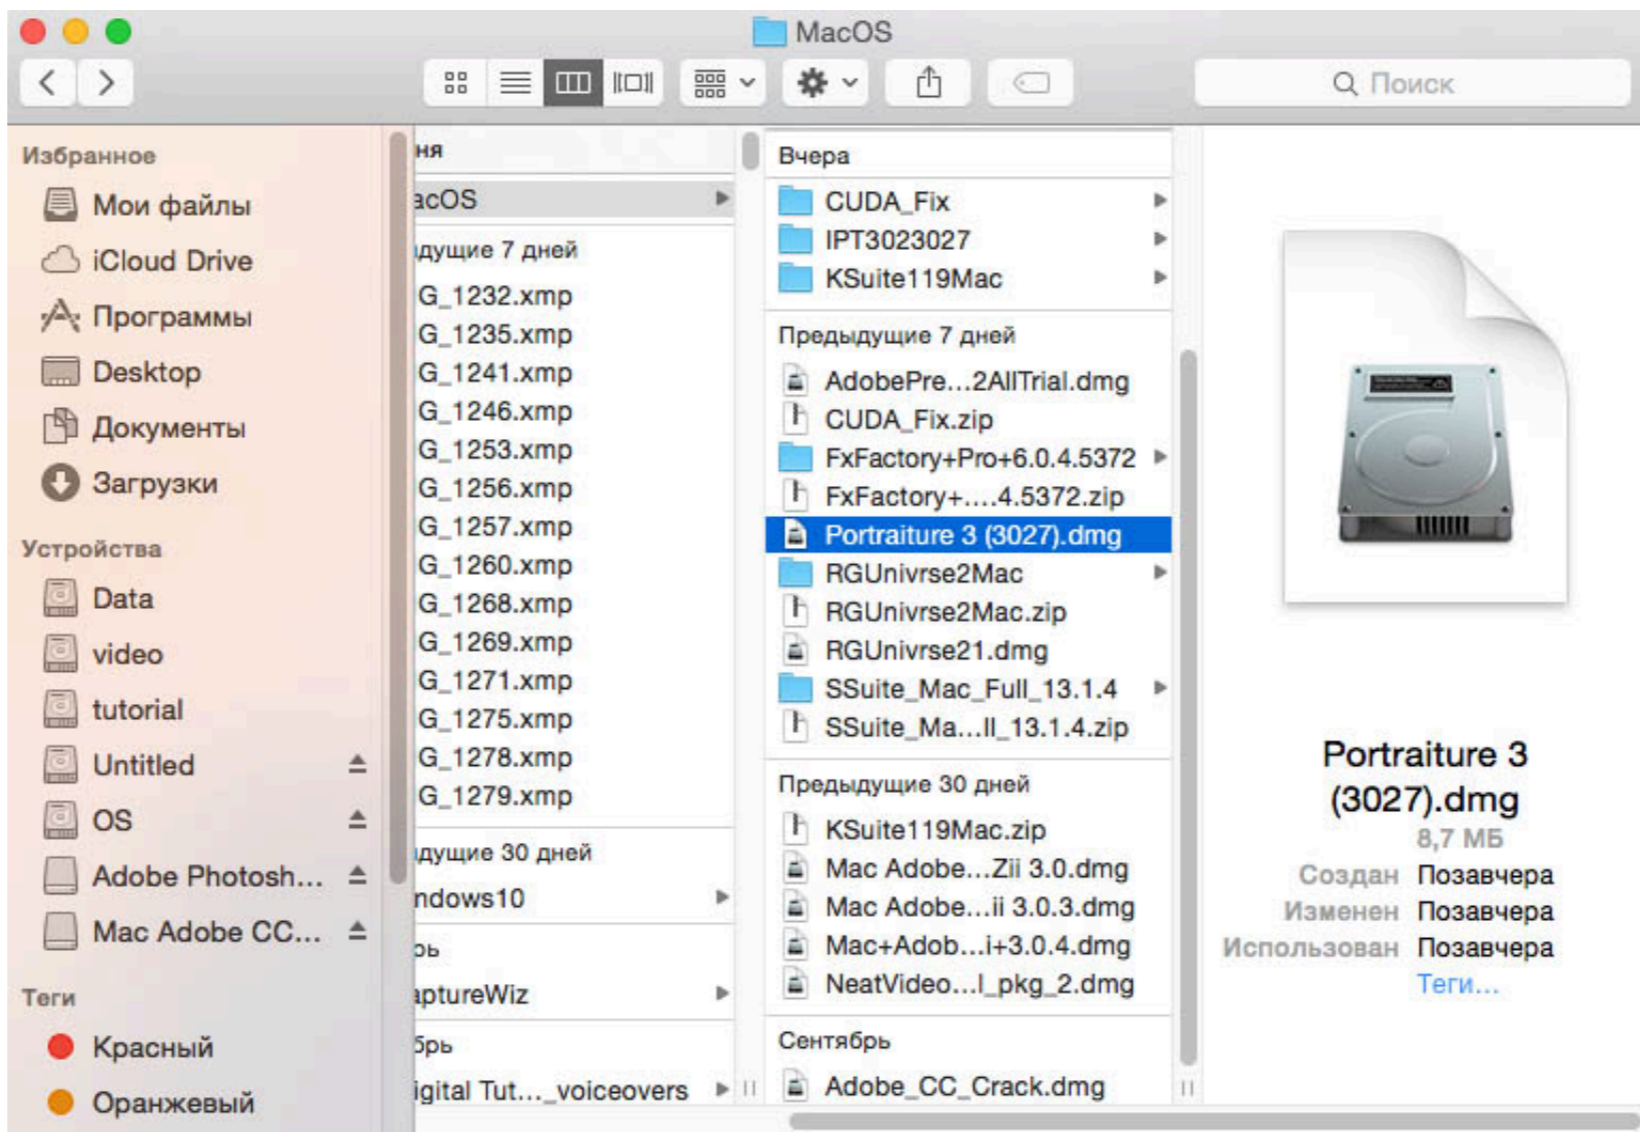 MacOS
Поиск
Избранное
Мои файлы
iCloud Drive
Программы
Desktop
Документы
Загрузки
Устройства
Data
video
tutorial
Untitled
OS
Adobe Photosh...
Mac Adobe CC...
Теги
Красный
Оранжевый
ня
acOS
дущие 7 дней
G_1232.xmp
G_1235.xmp
G_1241.xmp
G_1246.xmp
G_1253.xmp
G_1256.xmp
G_1257.xmp
G_1260.xmp
G_1268.xmp
G_1269.xmp
G_1271.xmp
G_1275.xmp
G_1278.xmp
G_1279.xmp
дущие 30 дней
ndows10
рь
aptureWiz
брь
igital Tut..._voiceovers
Вчера
CUDA_Fix
IPT3023027
KSuite119Mac
Предыдущие 7 дней
AdobePre...2AllTrial.dmg
CUDA_Fix.zip
FxFactory+Pro+6.0.4.5372
FxFactory+....4.5372.zip
Portraiture 3 (3027).dmg
RGUnivrse2Mac
RGUnivrse2Mac.zip
RGUnivrse21.dmg
SSuite_Mac_Full_13.1.4
SSuite_Ma...ll_13.1.4.zip
Предыдущие 30 дней
KSuite119Mac.zip
Mac Adobe...Zii 3.0.dmg
Mac Adobe...ii 3.0.3.dmg
Mac+Adob...i+3.0.4.dmg
NeatVideo...l_pkg_2.dmg
Сентябрь
Adobe_CC_Crack.dmg
Portraiture 3
(3027).dmg
8,7 МБ
Создан Позавчера
Изменен Позавчера
Использован Позавчера
Теги...